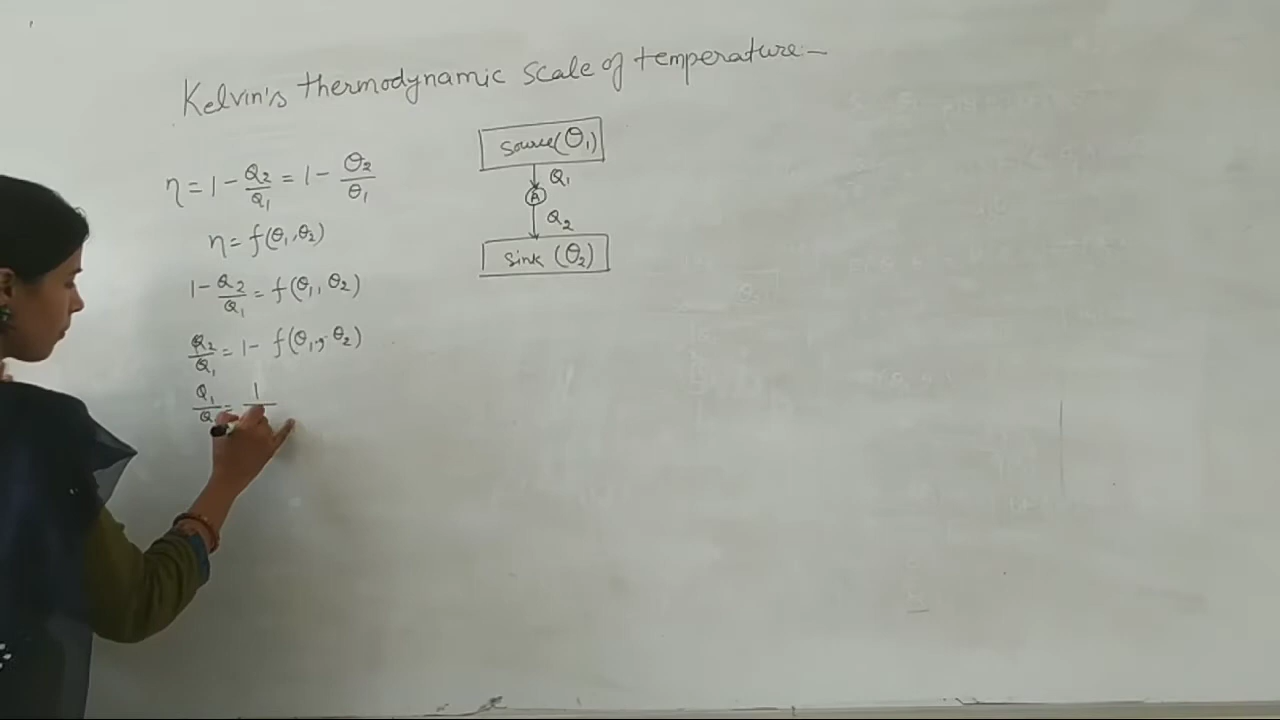 Kelvin's thermodynamic scale of temperature:-
η = 1 - Q₂/Q₁ = 1 - θ₂/θ₁
η = f(θ₁, θ₂)
1 - Q₂/Q₁ = f(θ₁, θ₂)
Q₂/Q₁ = 1 - f(θ₁, θ₂)
Q₁/Q = 1
Source (θ₁)
Q₁
A
Q₂
Sink (θ₂)